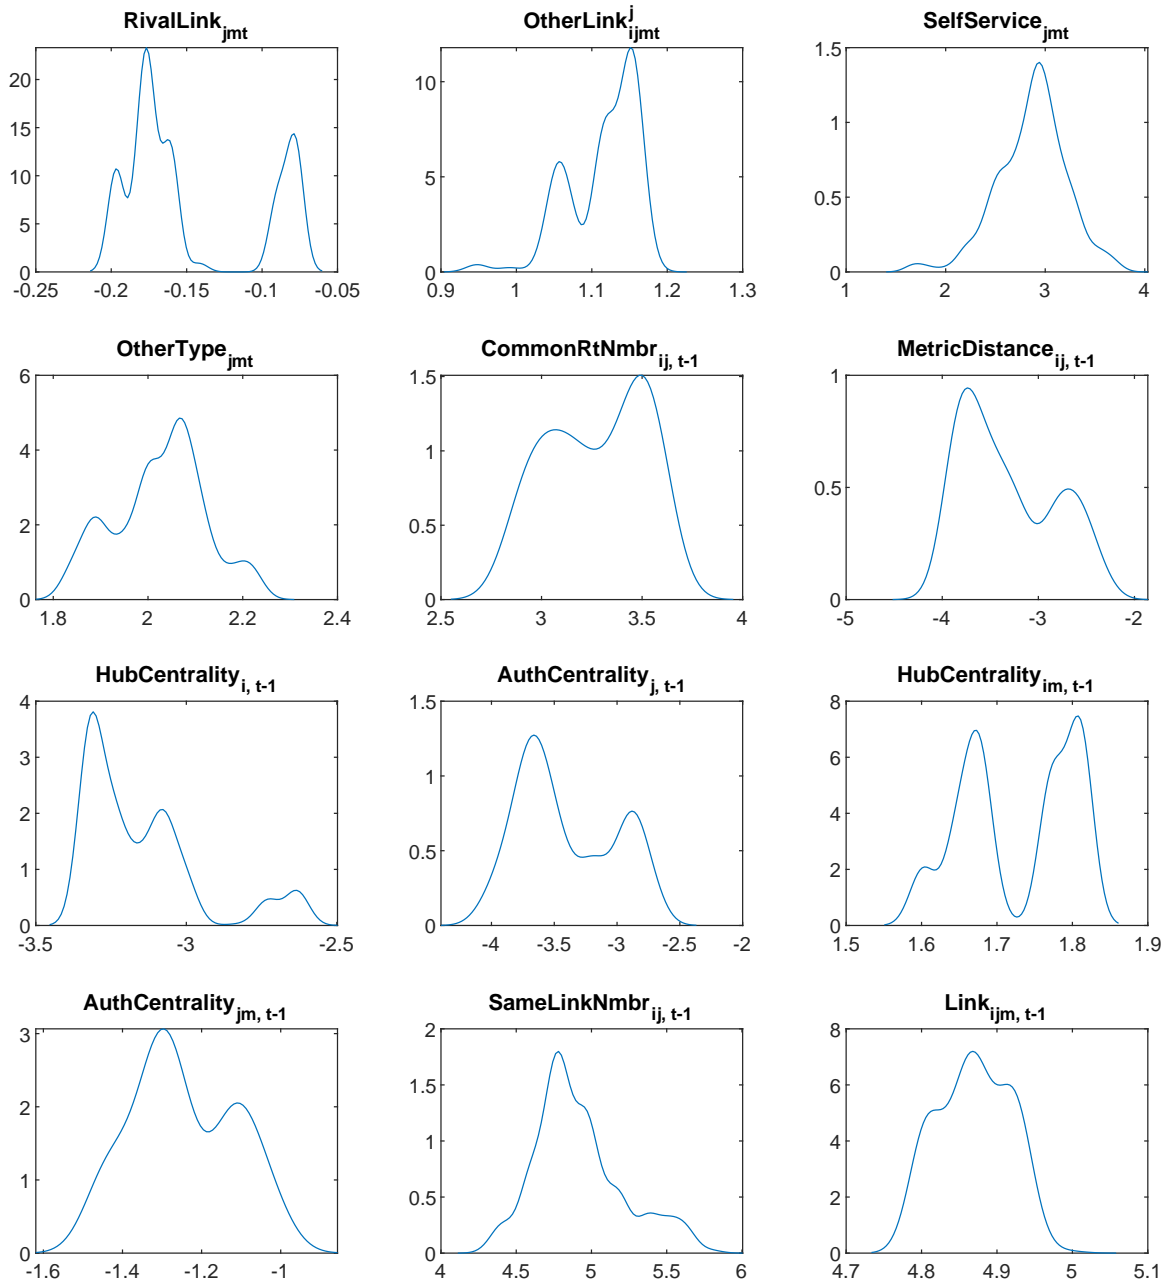 RivalLink_jmt
OtherLink^j_ijmt
SelfService_jmt
20
15
10
5
0
-0.25 -0.2 -0.15 -0.1 -0.05
10
5
0
0.9 1 1.1 1.2 1.3
1.5
1
0.5
0
1 2 3 4
OtherType_jmt
CommonRtNmbr_ij, t-1
MetricDistance_ij, t-1
6
4
2
0
1.8 2 2.2 2.4
1.5
1
0.5
0
2.5 3 3.5 4
1
0.5
0
-5 -4 -3 -2
HubCentrality_i, t-1
AuthCentrality_j, t-1
HubCentrality_im, t-1
4
3
2
1
0
-3.5 -3 -2.5
1.5
1
0.5
0
-4 -3.5 -3 -2.5 -2
8
6
4
2
0
1.5 1.6 1.7 1.8 1.9
AuthCentrality_jm, t-1
SameLinkNmbr_ij, t-1
Link_ijm, t-1
3
2
1
0
-1.6 -1.4 -1.2 -1
2
1.5
1
0.5
0
4 4.5 5 5.5 6
8
6
4
2
0
4.7 4.8 4.9 5 5.1